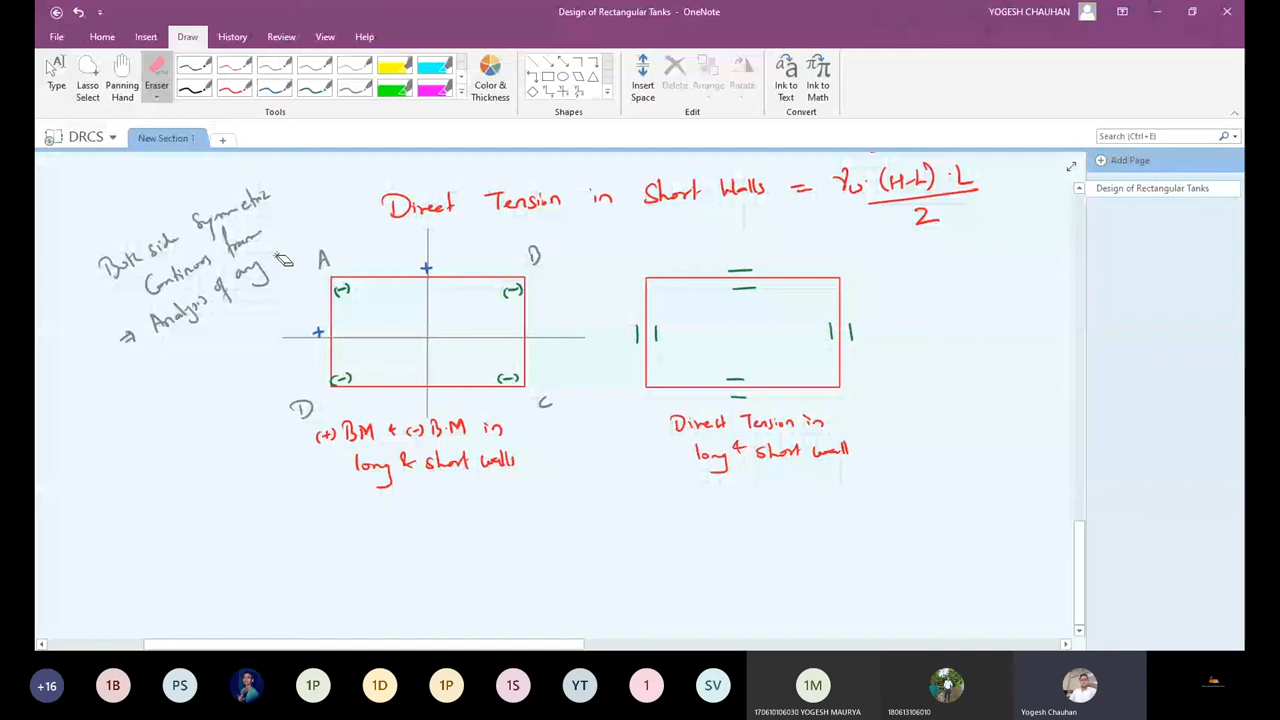 Design of Rectangular Tanks - OneNote
YOGESH CHAUHAN
File Home Insert Draw History Review View Help
Type
Lasso Select
Panning Hand
Eraser
Color & Thickness
Insert Space
Delete
Arrange
Rotate
Ink to Text
Ink to Math
Tools
Shapes
Edit
Convert
DRCS
New Section 1
Search (Ctrl+E)
Add Page
Design of Rectangular Tanks
Direct Tension in Short Walls = γw. (H-h) . L
2
Both side Symmetric
Continuous frame
⇒ Analysis of any
A
B
+
(-)
(-)
+
(-)
(-)
D
C
(+) BM & (-) B.M in
long & short walls
Direct Tension in
long & short wall
+16
1B
PS
1P
1D
1P
1S
YT
1
SV
1M
170610106030 YOGESH MAURYA
180613106010
Yogesh Chauhan